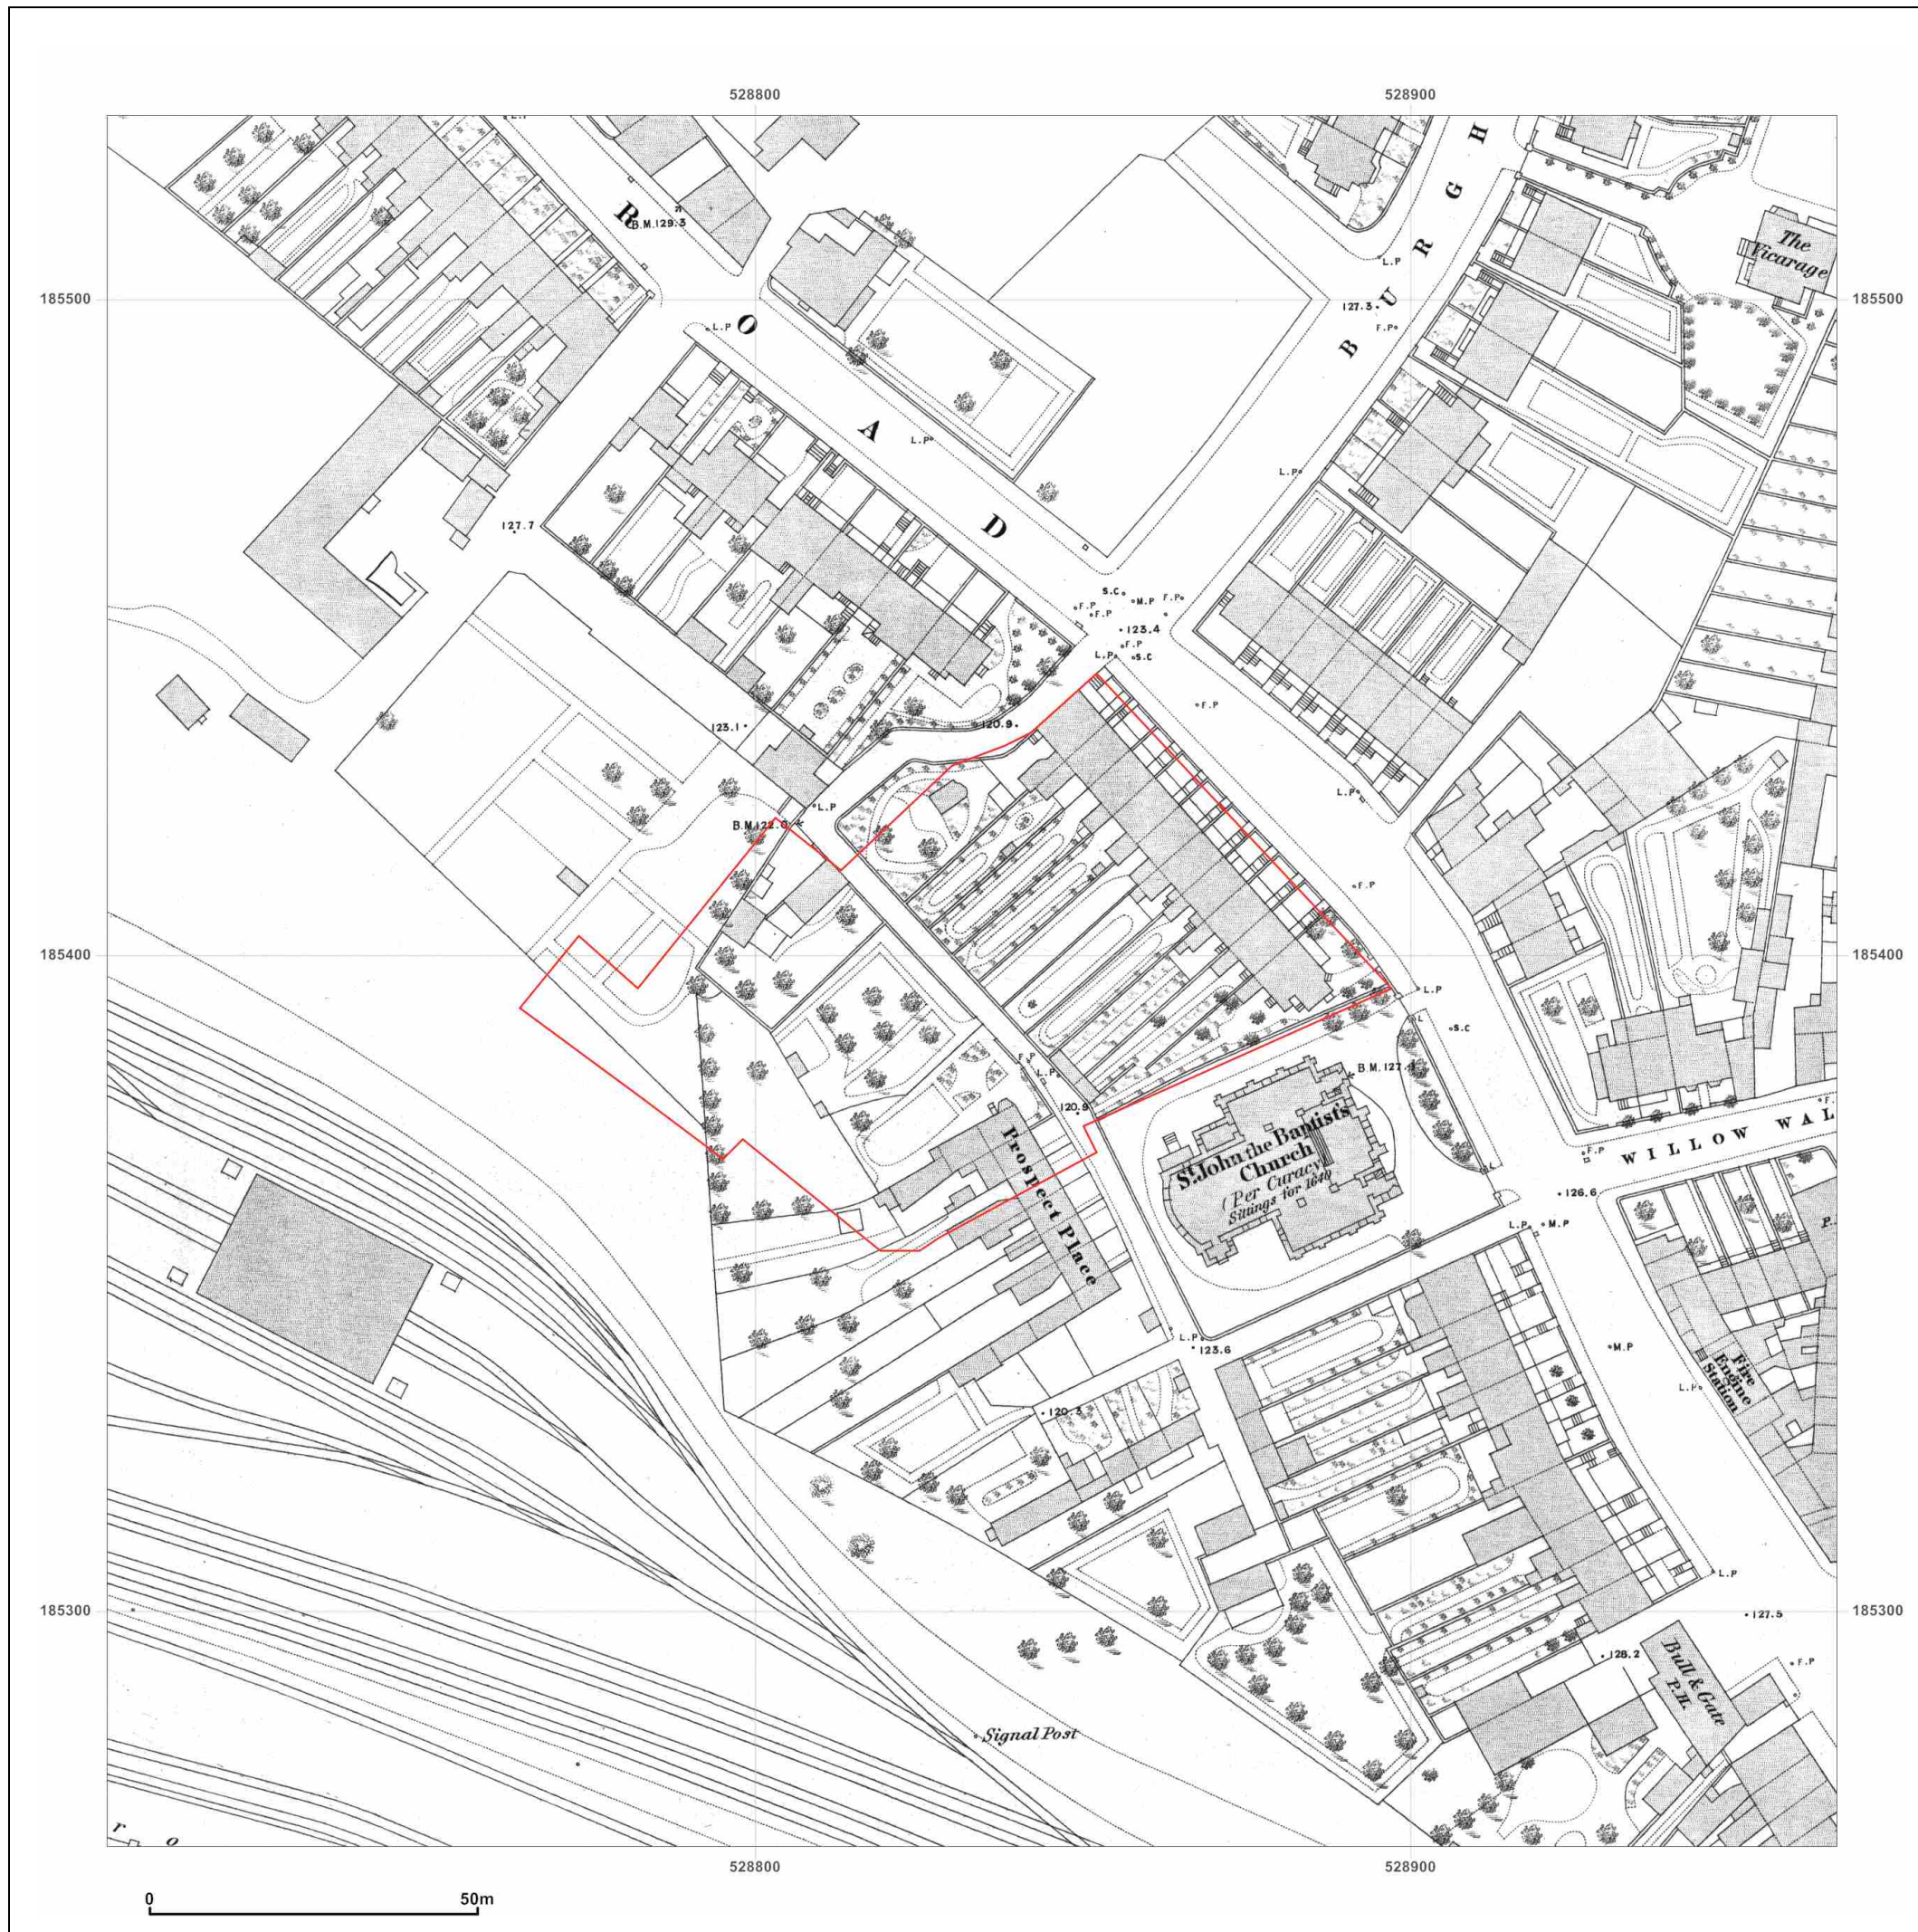 528800
528900
L.P
R
O
A
D
B.M.129.3
B U R G H
The
Vicarage
185500
185500
L.P
127.3
F.P
L.P
L.P
L.P
127.7
S.C
M.P
F.P
F.P
F.P
123.4
F.P
L.P
S.C
F.P
123.1
120.9
L.P
L.P
B.M.122.0
F.P
185400
185400
L.P
S.C
F.P
L.P
B.M.127.
120.9
Prospect Place
St. John the Baptist's
Church
(Per Curacy)
Sittings for 1640
WILLOW WAL
F.P
126.6
L.P
M.P
L.P
123.6
M.P
Fire
Engine
Station
L.P
120.3
L.P
185300
185300
127.5
128.2
Bull & Gate
P.H.
F.P
Signal Post
r o
528800
528900
0
50m